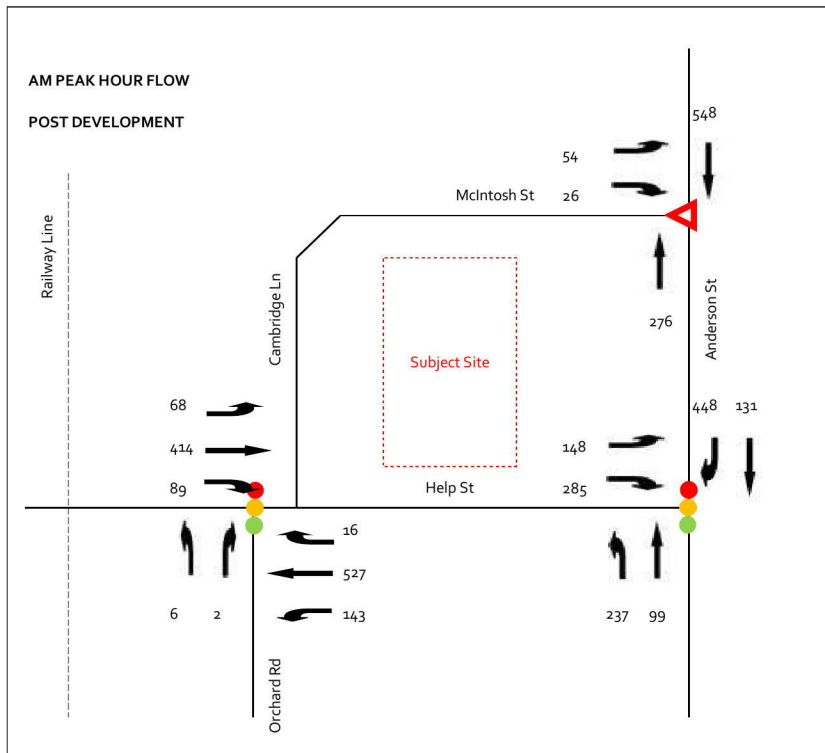 AM PEAK HOUR FLOW
POST DEVELOPMENT
548
54
26
McIntosh St
Railway Line
276
Anderson St
Cambridge Ln
Subject Site
68
448 131
414
148
89
285
Help St
16
527
6 2
143
237 99
Orchard Rd